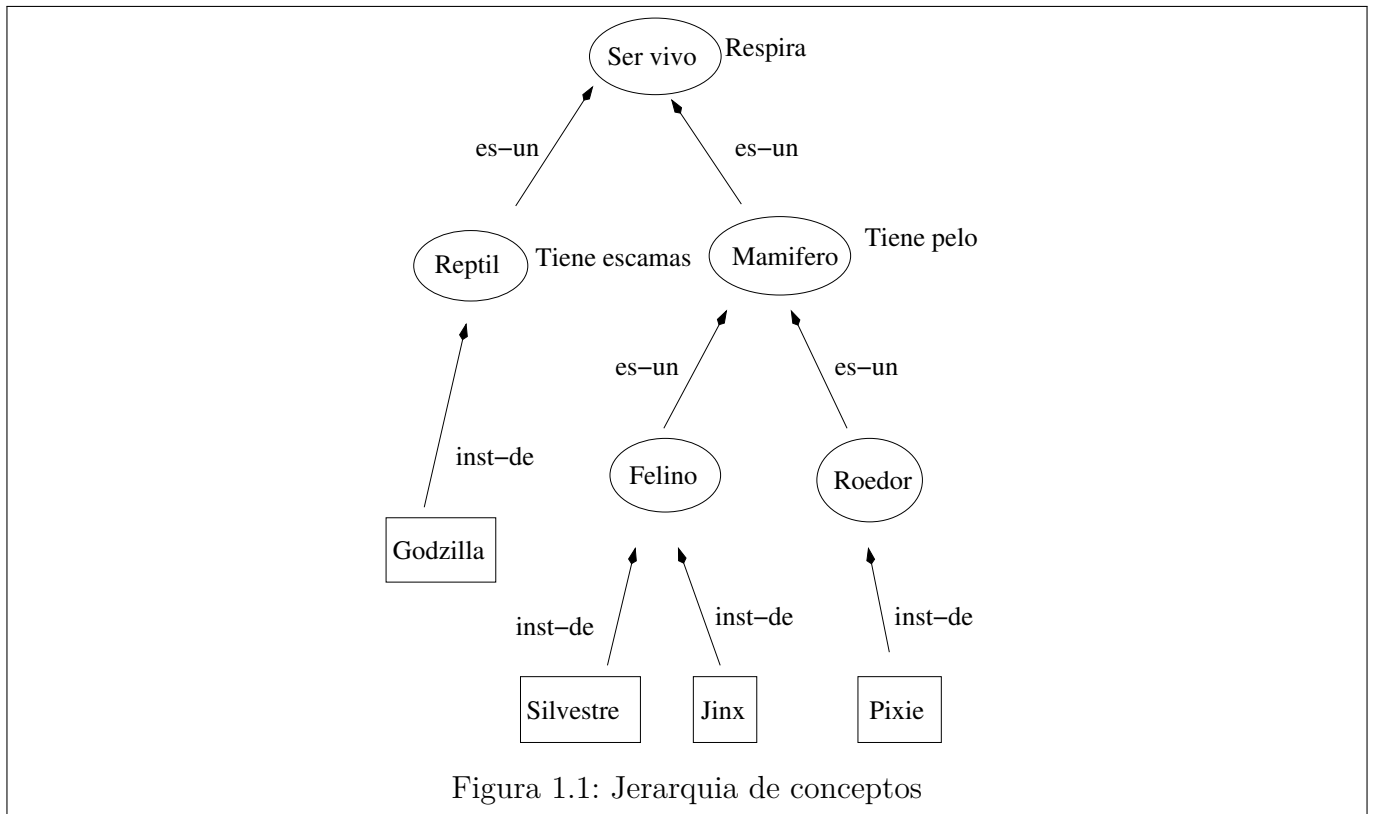 Ser vivo Respira
es−un es−un
Reptil Tiene escamas Mamifero Tiene pelo
es−un es−un
inst−de
Felino Roedor
Godzilla
inst−de inst−de inst−de
Silvestre Jinx Pixie
Figura 1.1: Jerarquia de conceptos